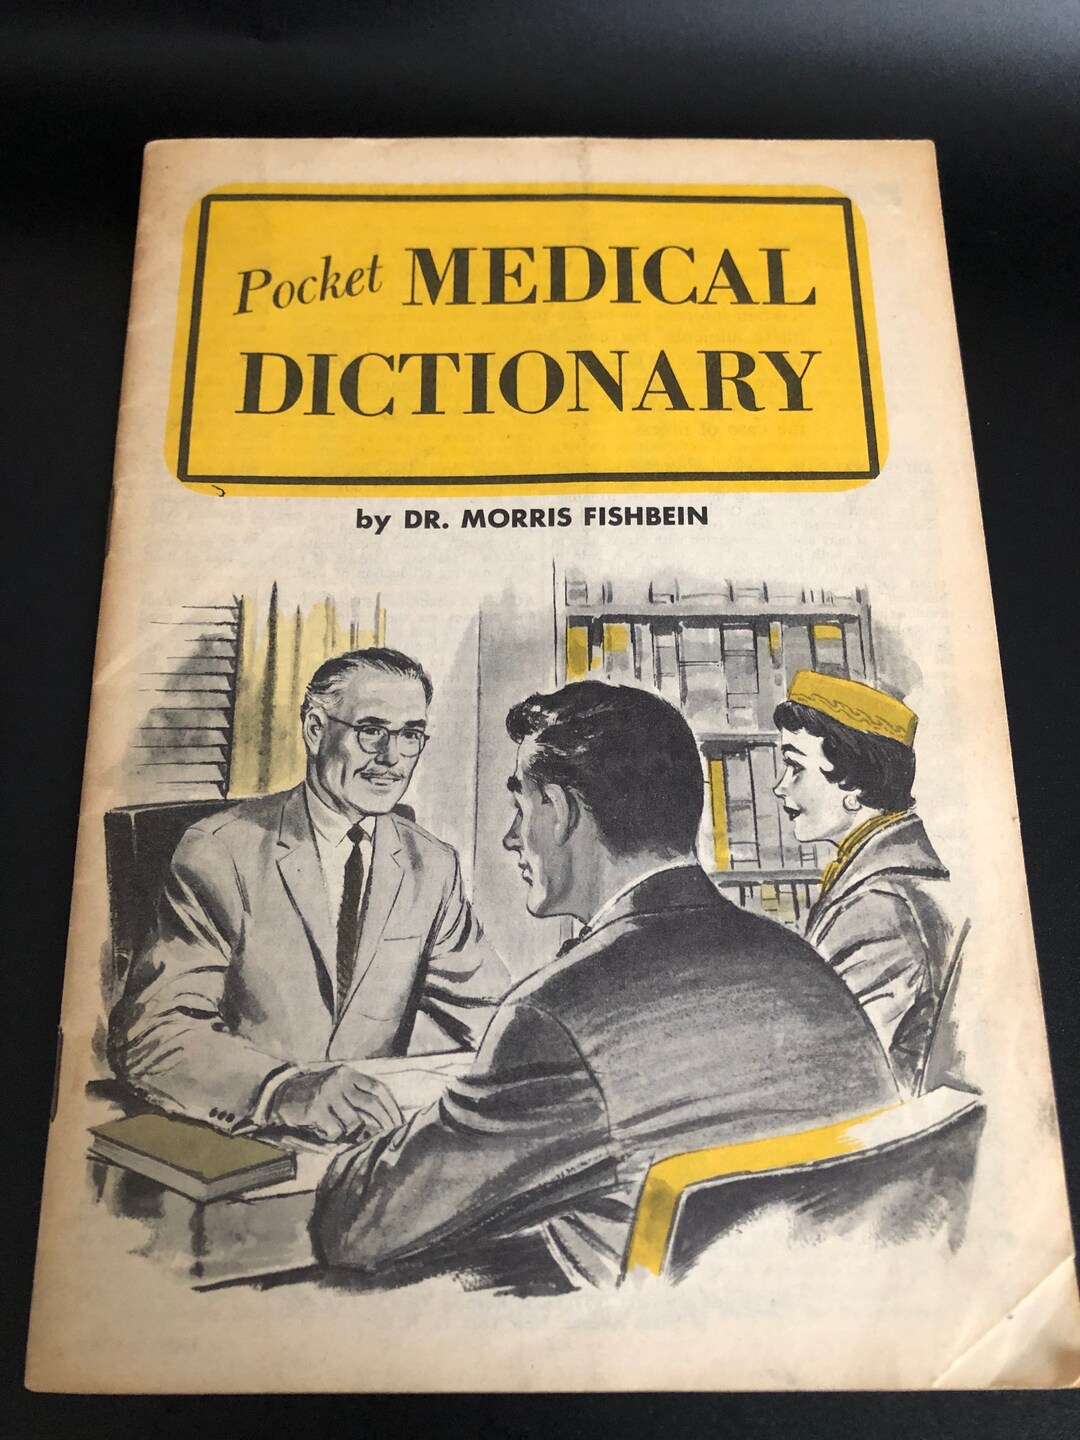 Pocket MEDICAL
DICTIONARY
by DR. MORRIS FISHBEIN